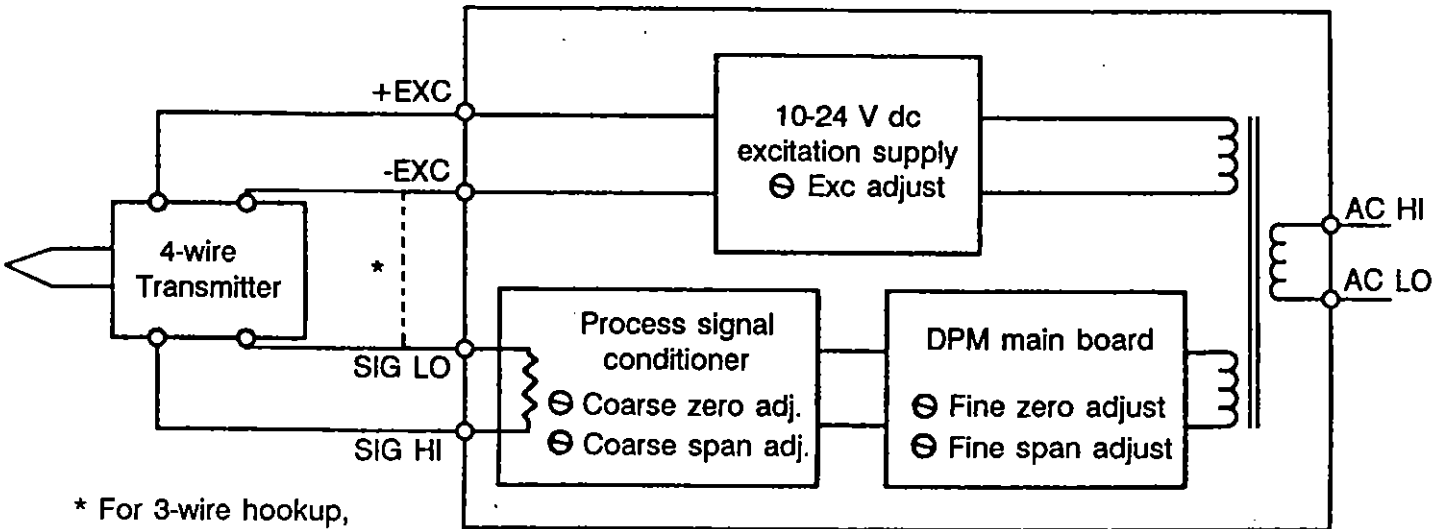 +EXC
10-24 V dc
excitation supply
⊖ Exc adjust
-EXC
AC HI
4-wire
Transmitter
*
AC LO
Process signal
conditioner
DPM main board
SIG LO
⊖ Coarse zero adj.
⊖ Fine zero adjust
SIG HI
⊖ Coarse span adj.
⊖ Fine span adjust
* For 3-wire hookup,